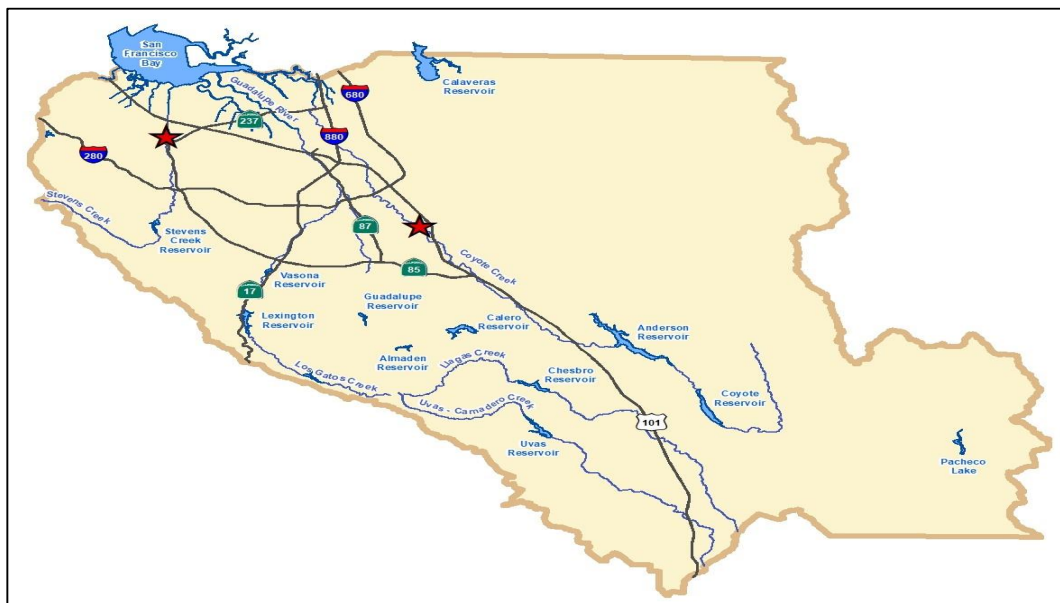 San
Francisco
Bay
Calaveras
Reservoir
680
Guadalupe River
237
880
280
Stevens Creek
Stevens
Creek
Reservoir
87
Coyote Creek
85
Vasona
Reservoir
17
Guadalupe
Reservoir
Lexington
Reservoir
Calero
Reservoir
Anderson
Reservoir
Almaden
Reservoir
Llagas Creek
Los Gatos Creek
Chesbro
Reservoir
Uvas - Carnadero Creek
Coyote
Reservoir
101
Uvas
Reservoir
Pacheco
Lake